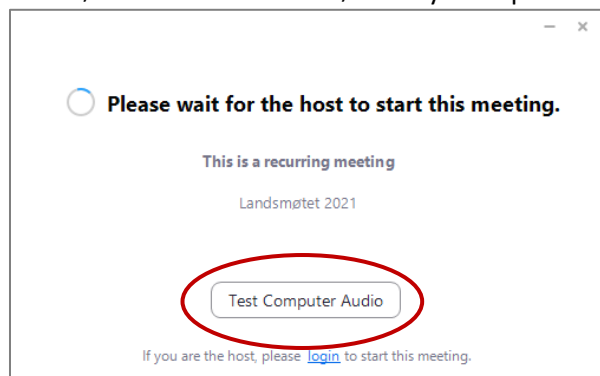 Please wait for the host to start this meeting.
This is a recurring meeting
Landsmøtet 2021
Test Computer Audio
If you are the host, please login to start this meeting.